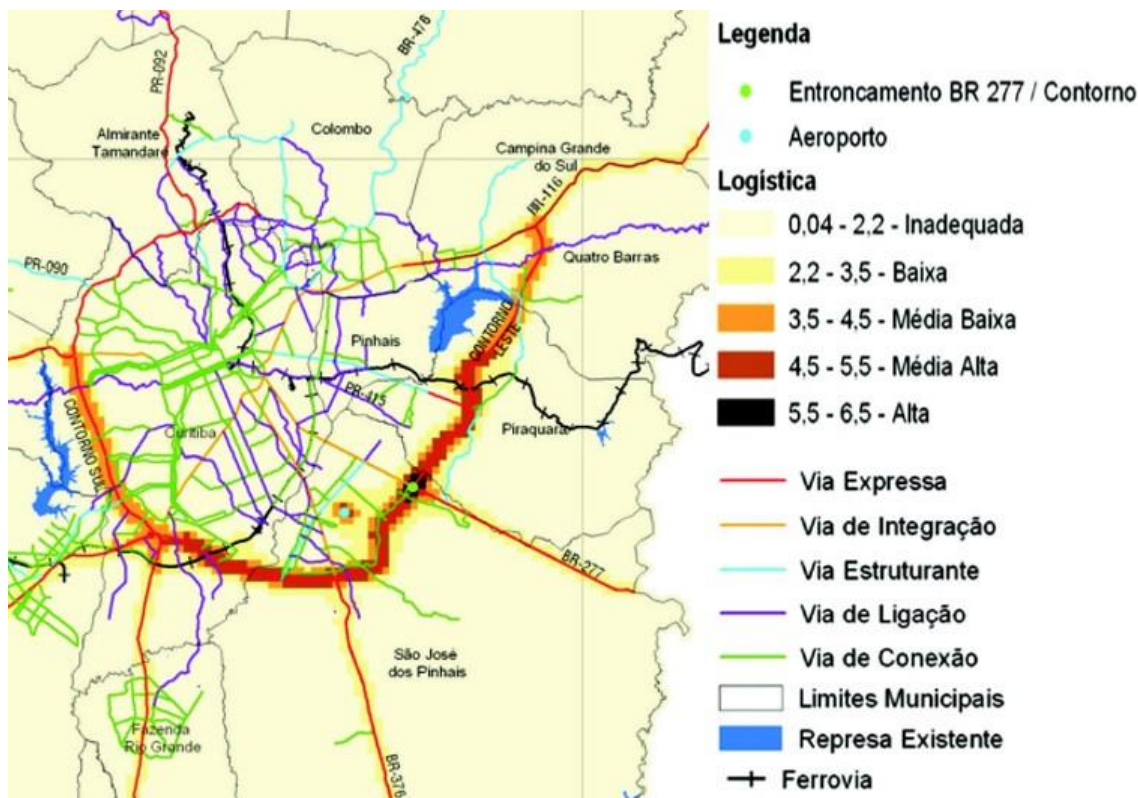 PR-092
BR-476
Almirante
Tamandaré
Colombo
Campina Grande
do Sul
BR-116
PR-090
Quatro Barras
CONTORNO
LESTE
Pinhais
PR-415
CONTORNO SUL
Curitiba
Piraquara
BR-277
São José
dos Pinhais
Fazenda
Rio Grande
BR-376
Legenda
Entroncamento BR 277 / Contorno
Aeroporto
Logística
0,04 - 2,2 - Inadequada
2,2 - 3,5 - Baixa
3,5 - 4,5 - Média Baixa
4,5 - 5,5 - Média Alta
5,5 - 6,5 - Alta
Via Expressa
Via de Integração
Via Estruturante
Via de Ligação
Via de Conexão
Limites Municipais
Represa Existente
Ferrovia